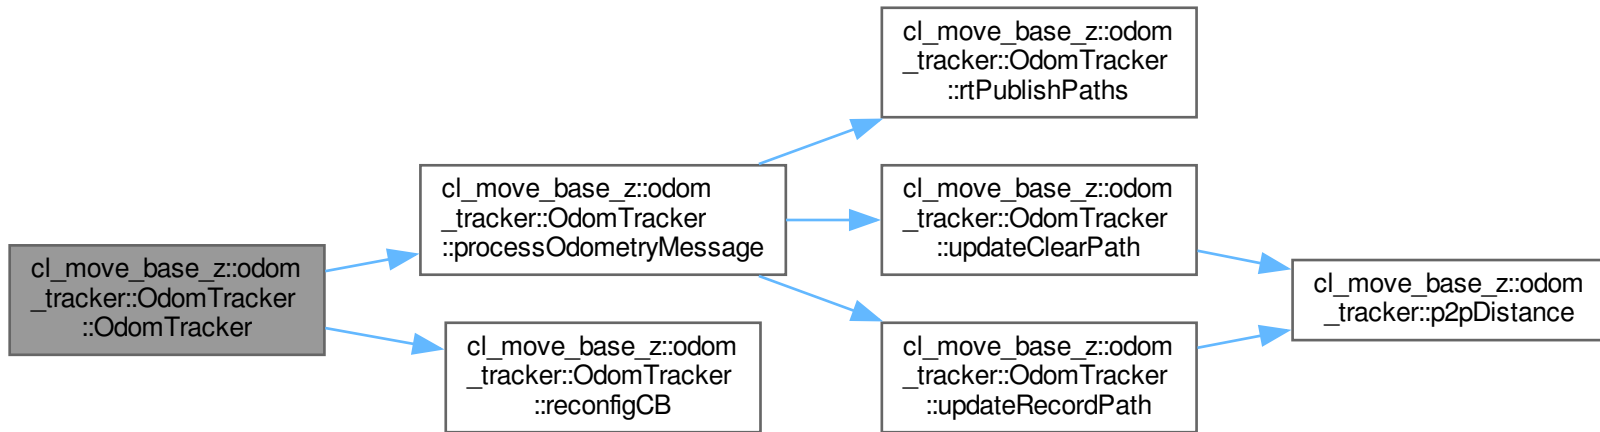 cl_move_base_z::odom
_tracker::OdomTracker
::OdomTracker
cl_move_base_z::odom
_tracker::OdomTracker
::processOdometryMessage
cl_move_base_z::odom
_tracker::OdomTracker
::reconfigCB
cl_move_base_z::odom
_tracker::OdomTracker
::rtPublishPaths
cl_move_base_z::odom
_tracker::OdomTracker
::updateClearPath
cl_move_base_z::odom
_tracker::OdomTracker
::updateRecordPath
cl_move_base_z::odom
_tracker::p2pDistance